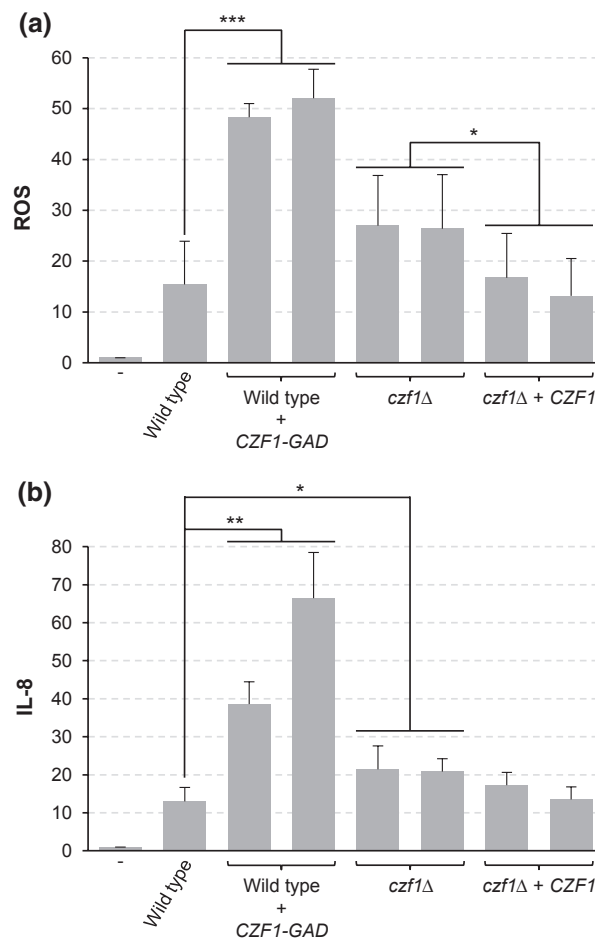 (a)
***
60
50
40
30
20
10
0
*
ROS
-
Wild type
Wild type
+
CZF1-GAD
czf1Δ
czf1Δ + CZF1
(b)
*
**
80
70
60
50
40
30
20
10
0
IL-8
-
Wild type
Wild type
+
CZF1-GAD
czf1Δ
czf1Δ + CZF1